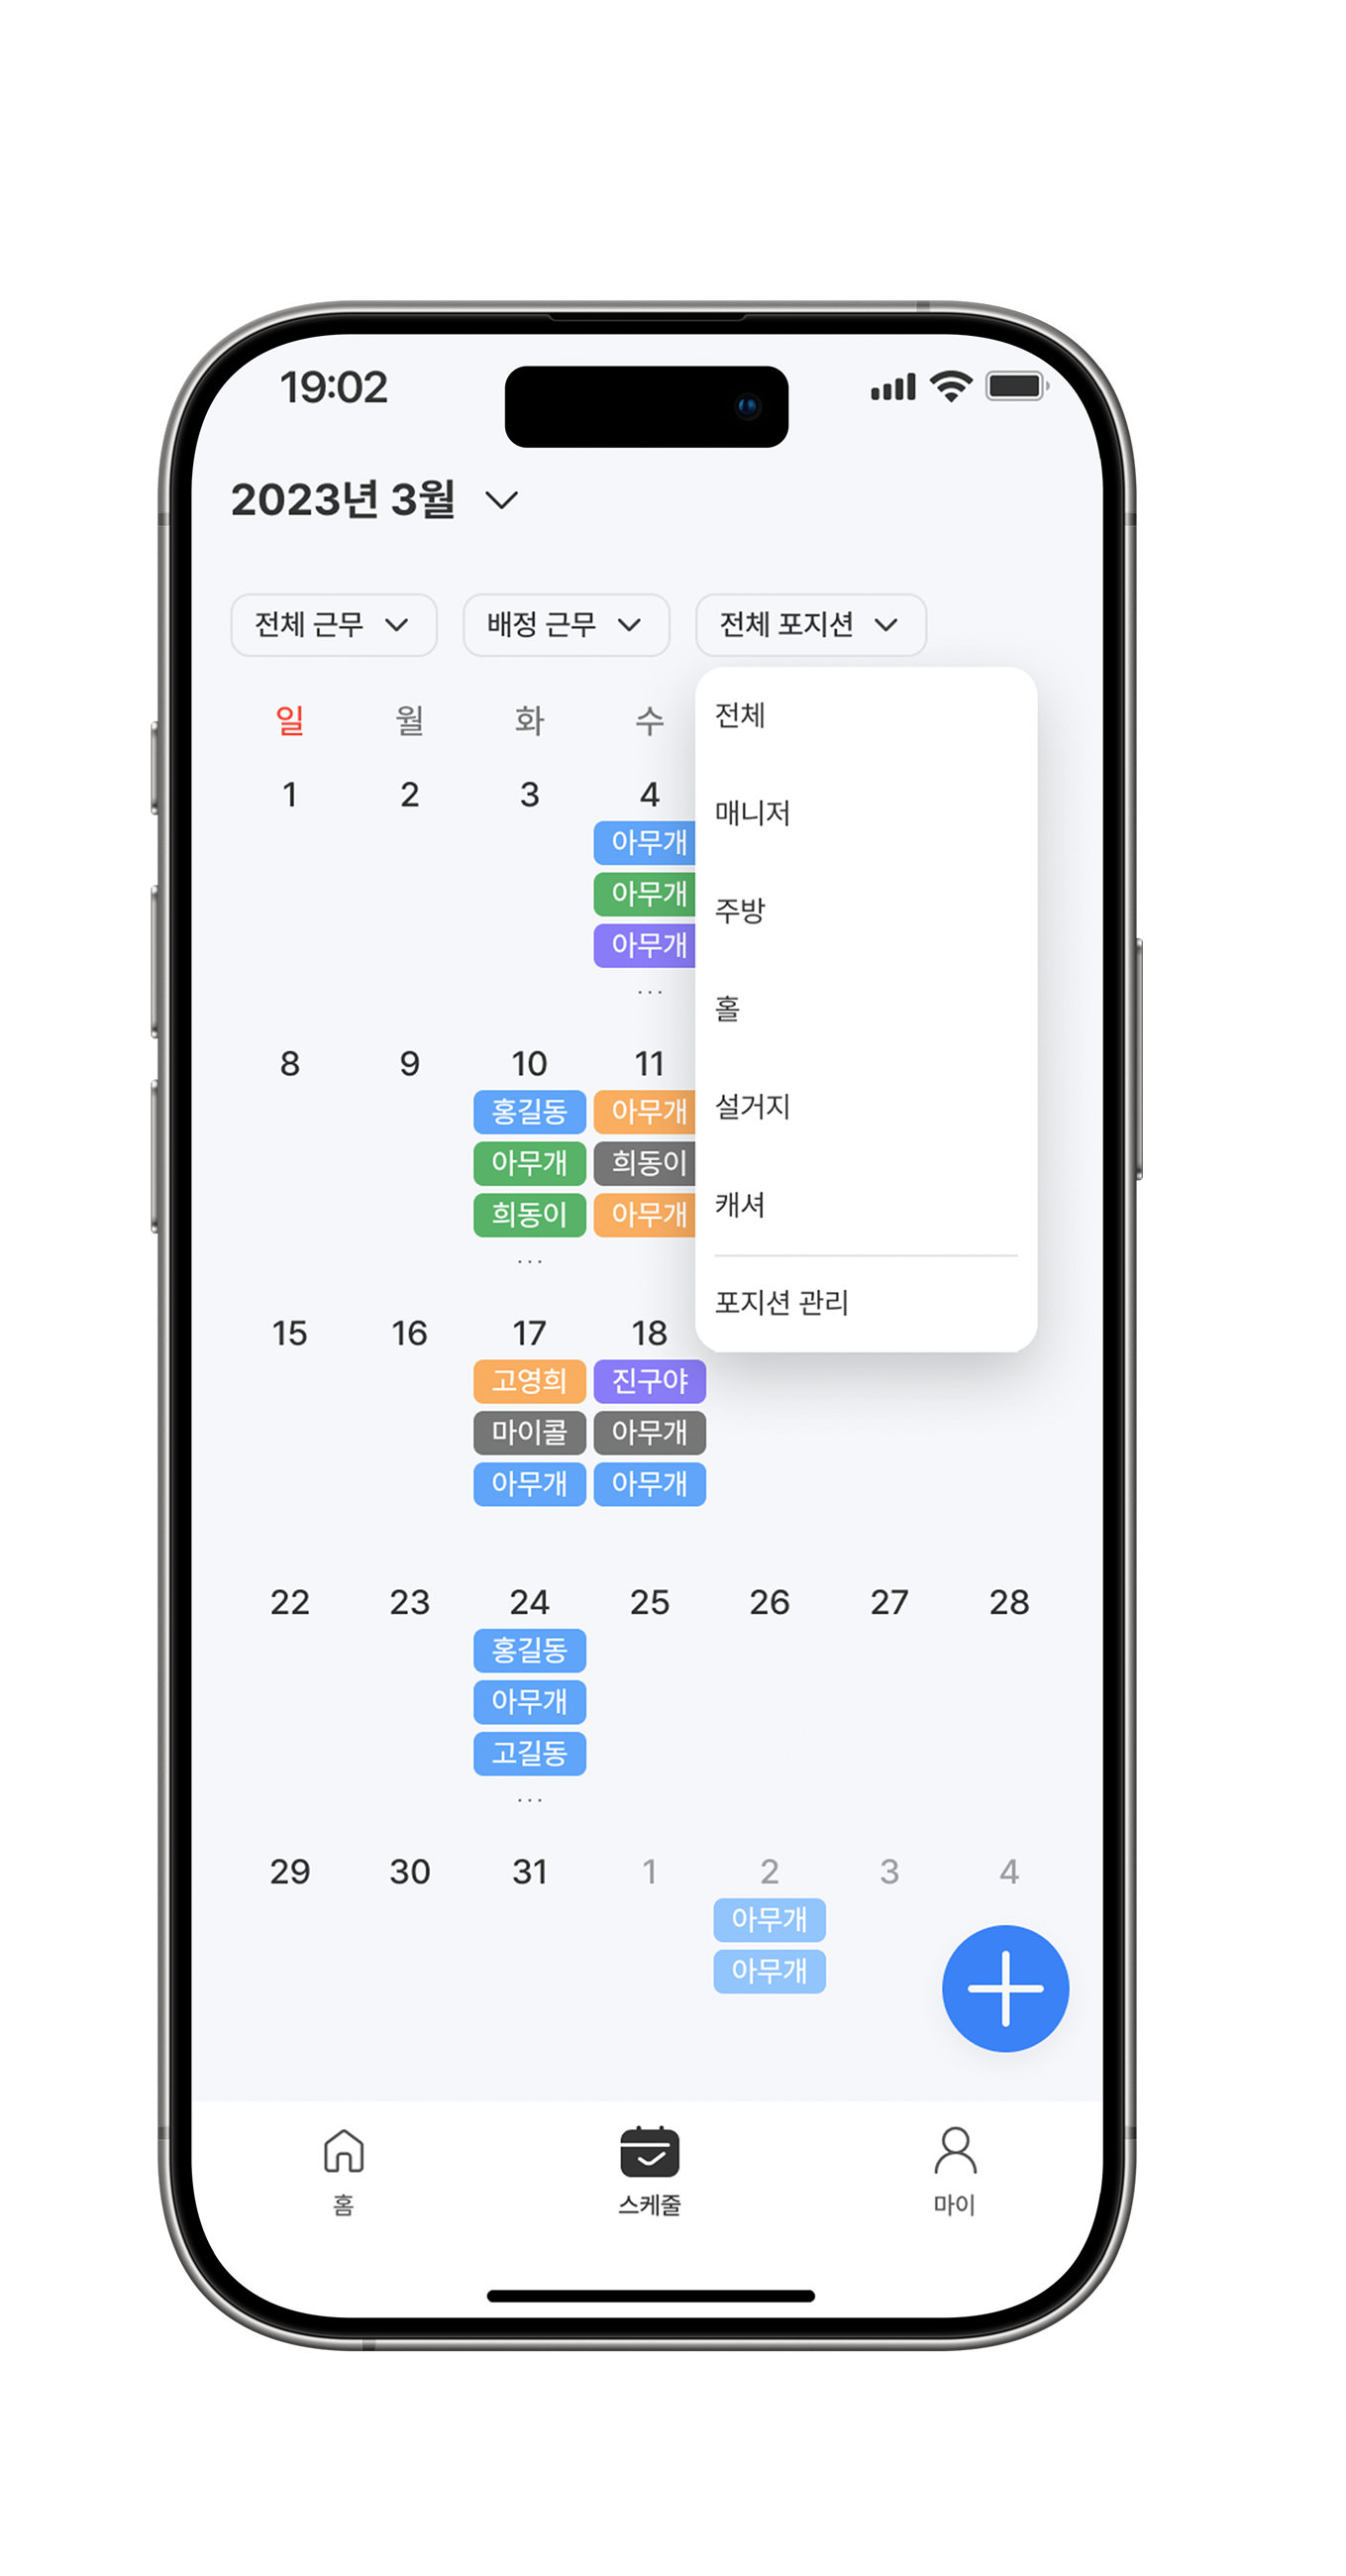 19:02
2023년 3월
전체 근무 배정 근무 전체 포지션
일 월 화 수
전체
매니저
주방
홀
설거지
캐셔
포지션 관리
1 2 3 4
아무개
아무개
아무개
...
8 9 10 11
홍길동 아무개
아무개 희동이
희동이 아무개
...
15 16 17 18
고영희 진구야
마이콜 아무개
아무개 아무개
22 23 24 25 26 27 28
홍길동
아무개
고길동
...
29 30 31 1 2 3 4
아무개
아무개
홈 스케줄 마이